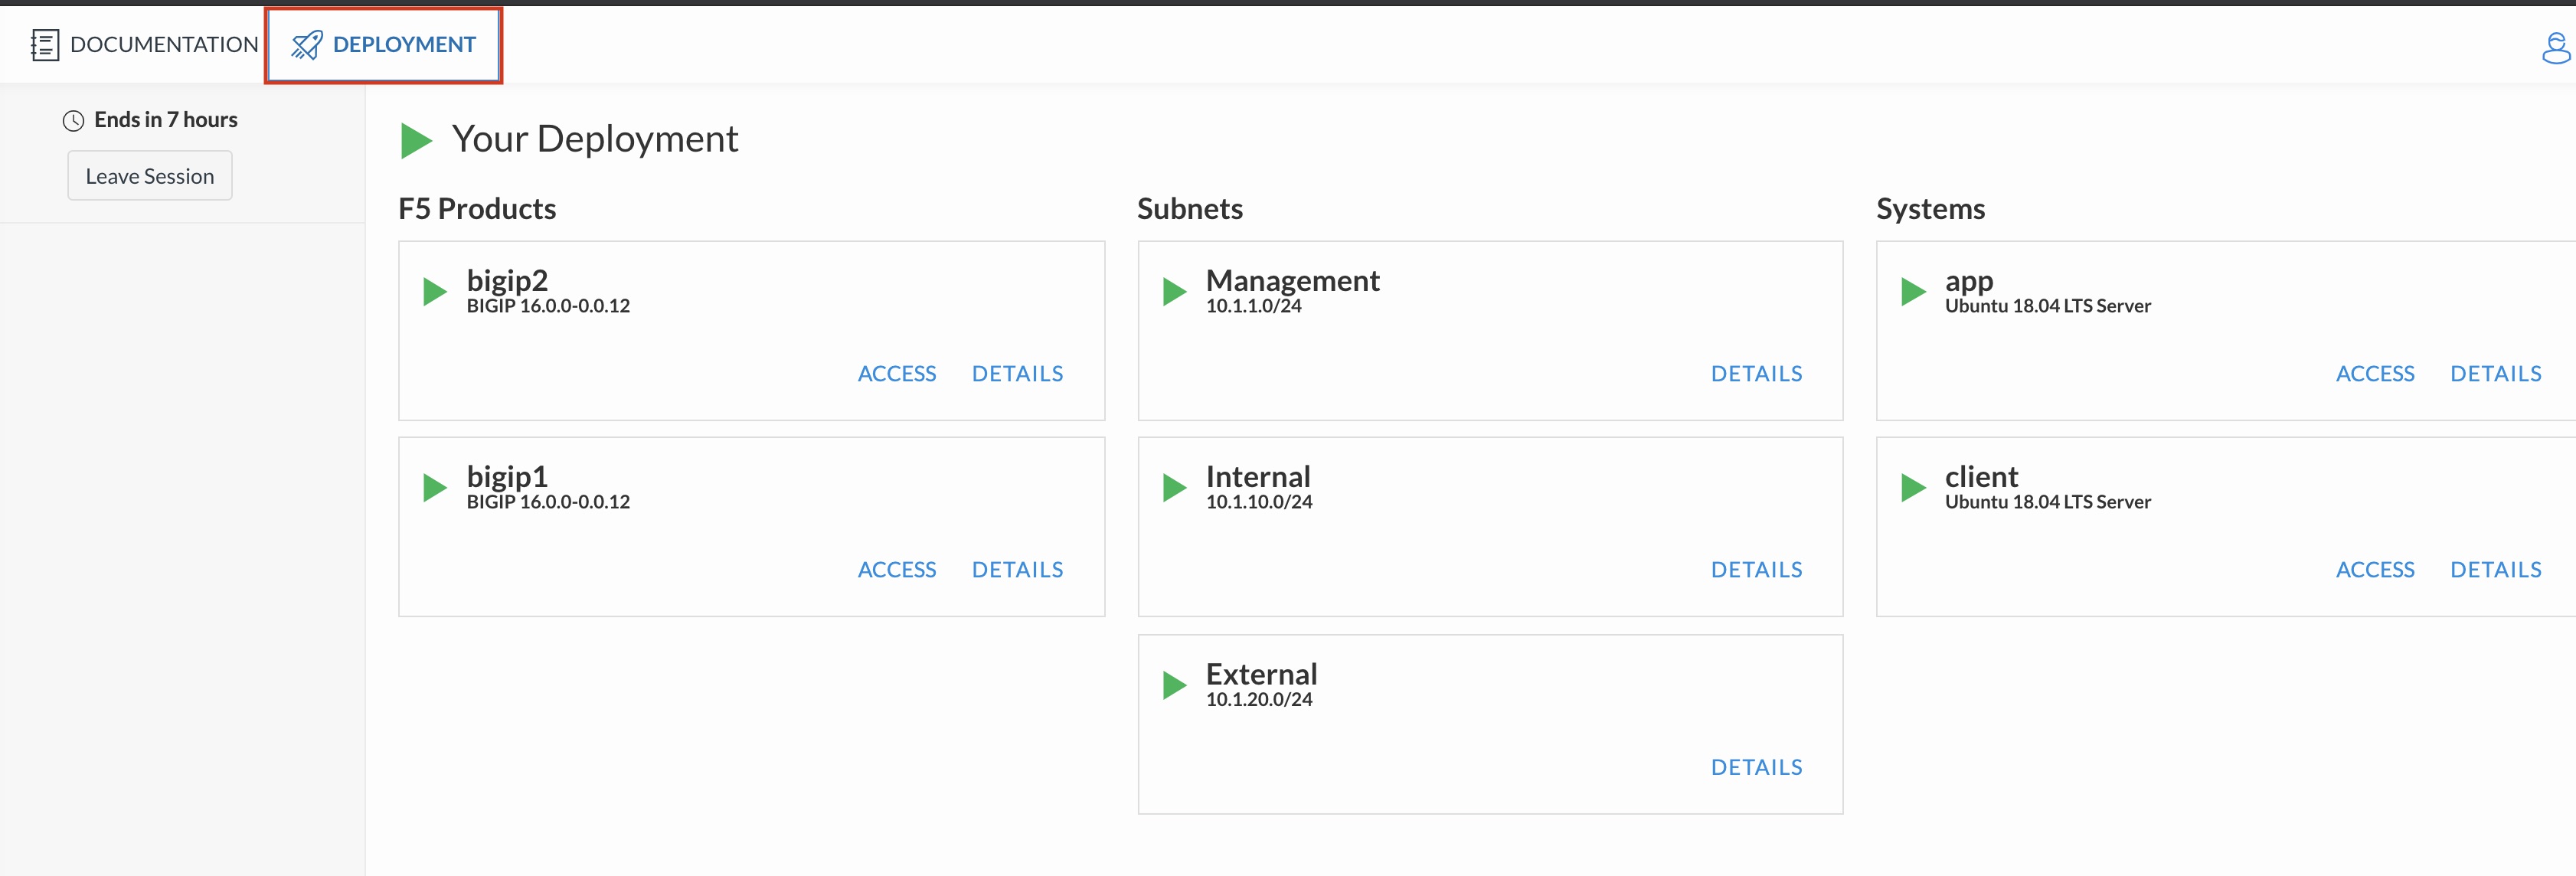 DOCUMENTATION
DEPLOYMENT
Ends in 7 hours
Leave Session
Your Deployment
F5 Products
bigip2
BIGIP 16.0.0-0.0.12
ACCESS DETAILS
bigip1
BIGIP 16.0.0-0.0.12
ACCESS DETAILS
Subnets
Management
10.1.1.0/24
DETAILS
Internal
10.1.10.0/24
DETAILS
External
10.1.20.0/24
DETAILS
Systems
app
Ubuntu 18.04 LTS Server
ACCESS DETAILS
client
Ubuntu 18.04 LTS Server
ACCESS DETAILS